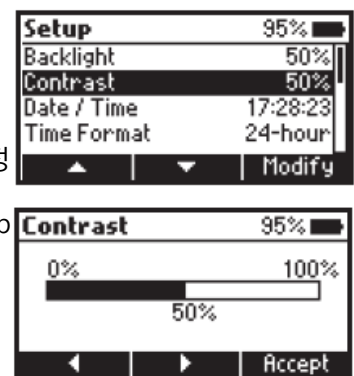 Setup 95%
Backlight 50%
Contrast 50%
Date / Time 17:28:23
Time Format 24-hour
Modify
Contrast 95%
0% 100%
50%
Accept